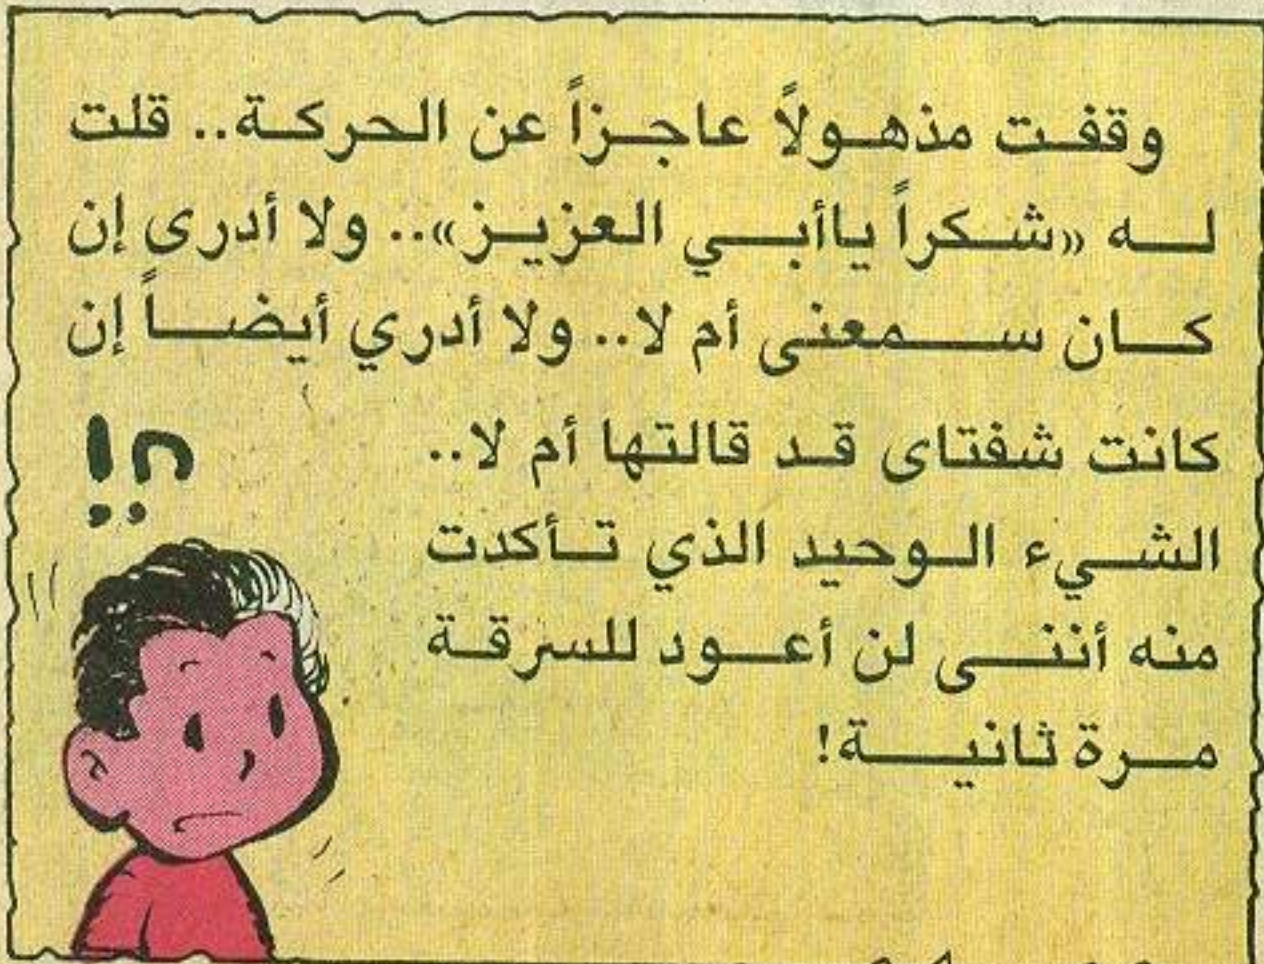 وقفت مذهولاً عاجزاً عن الحركة.. قلت
له «شكراً ياأبي العزيز».. ولا أدرى إن
كان سمعنى أم لا.. ولا أدري أيضاً إن
كانت شفتاى قد قالتها أم لا..
الشيء الوحيد الذي تأكدت
منه أننى لن أعود للسرقة
مرة ثانية!
؟!